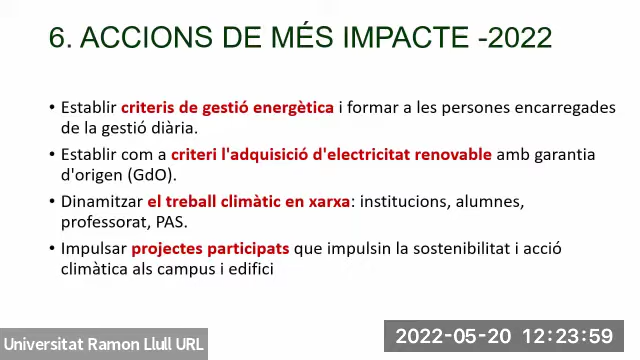 6. ACCIONS DE MÉS IMPACTE -2022
• Establir criteris de gestió energètica i formar a les persones encarregades
de la gestió diària.
• Establir com a criteri l'adquisició d'electricitat renovable amb garantia
d'origen (GdO).
• Dinamitzar el treball climàtic en xarxa: institucions, alumnes,
professorat, PAS.
• Impulsar projectes participats que impulsin la sostenibilitat i acció
climàtica als campus i edifici
Universitat Ramon Llull URL
2022-05-20 12:23:59